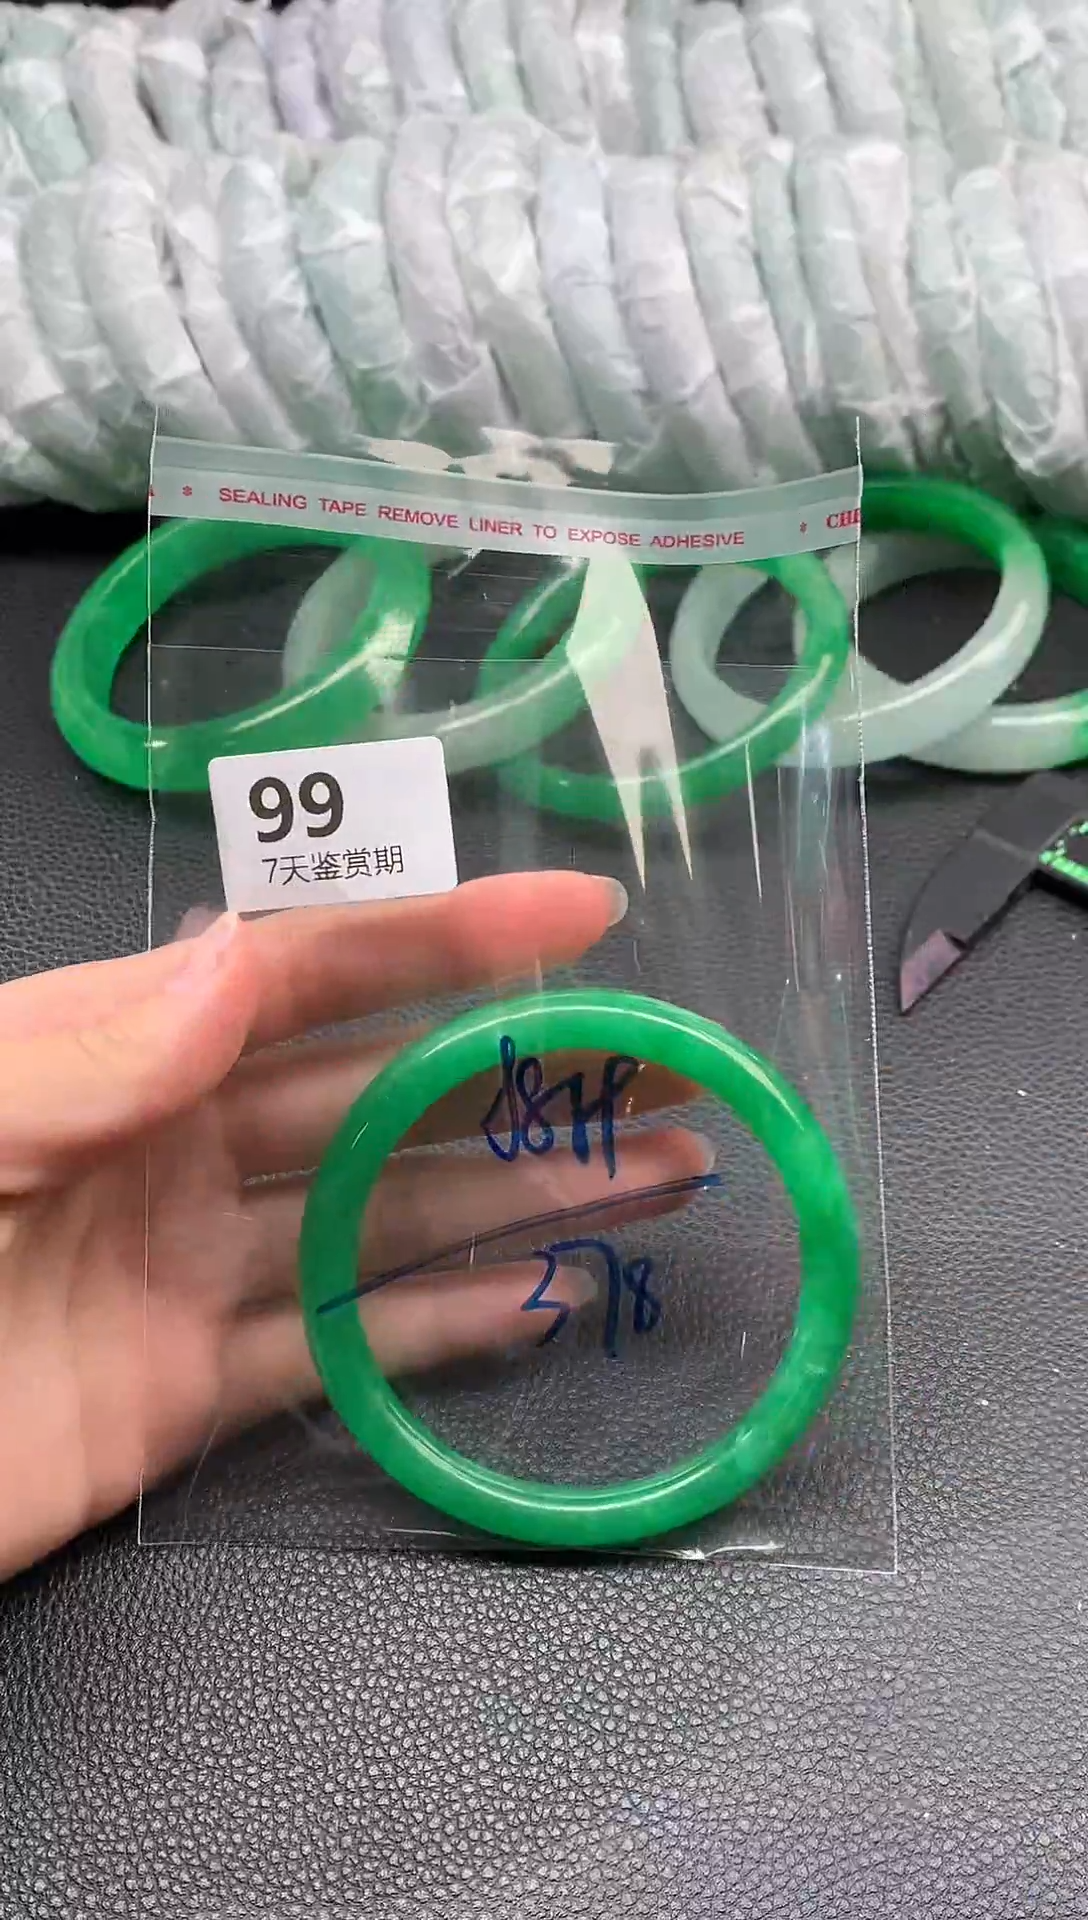 * SEALING TAPE REMOVE LINER TO EXPOSE ADHESIVE *
99
7天鉴赏期
378